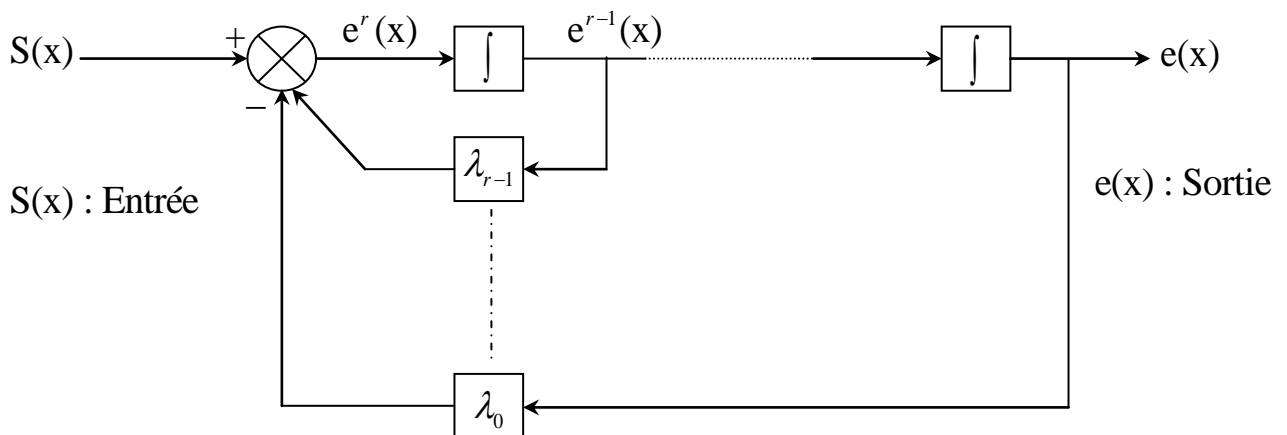 S(x) + − e^r(x) ∫ e^{r−1}(x) ∫ e(x)
λ_{r−1}
S(x) : Entrée
e(x) : Sortie
λ_0